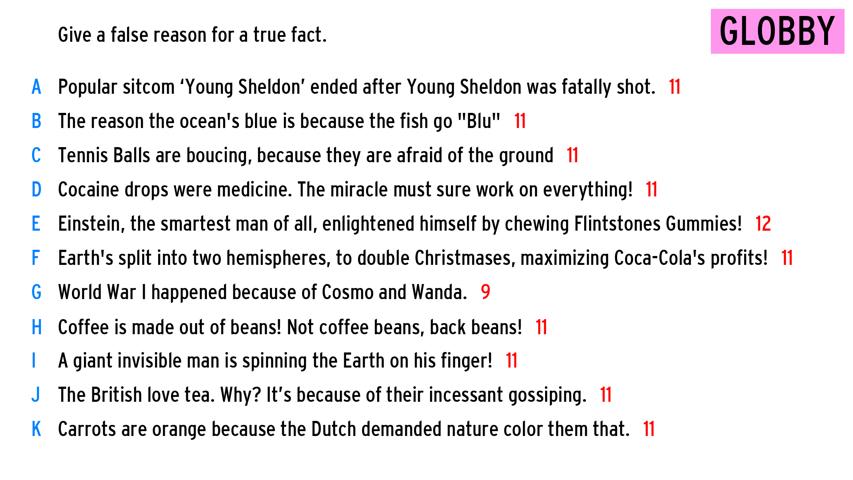 Give a false reason for a true fact.
GLOBBY
A Popular sitcom ‘Young Sheldon’ ended after Young Sheldon was fatally shot. 11
B The reason the ocean's blue is because the fish go "Blu" 11
C Tennis Balls are boucing, because they are afraid of the ground 11
D Cocaine drops were medicine. The miracle must sure work on everything! 11
E Einstein, the smartest man of all, enlightened himself by chewing Flintstones Gummies! 12
F Earth's split into two hemispheres, to double Christmases, maximizing Coca-Cola's profits! 11
G World War I happened because of Cosmo and Wanda. 9
H Coffee is made out of beans! Not coffee beans, back beans! 11
I A giant invisible man is spinning the Earth on his finger! 11
J The British love tea. Why? It’s because of their incessant gossiping. 11
K Carrots are orange because the Dutch demanded nature color them that. 11